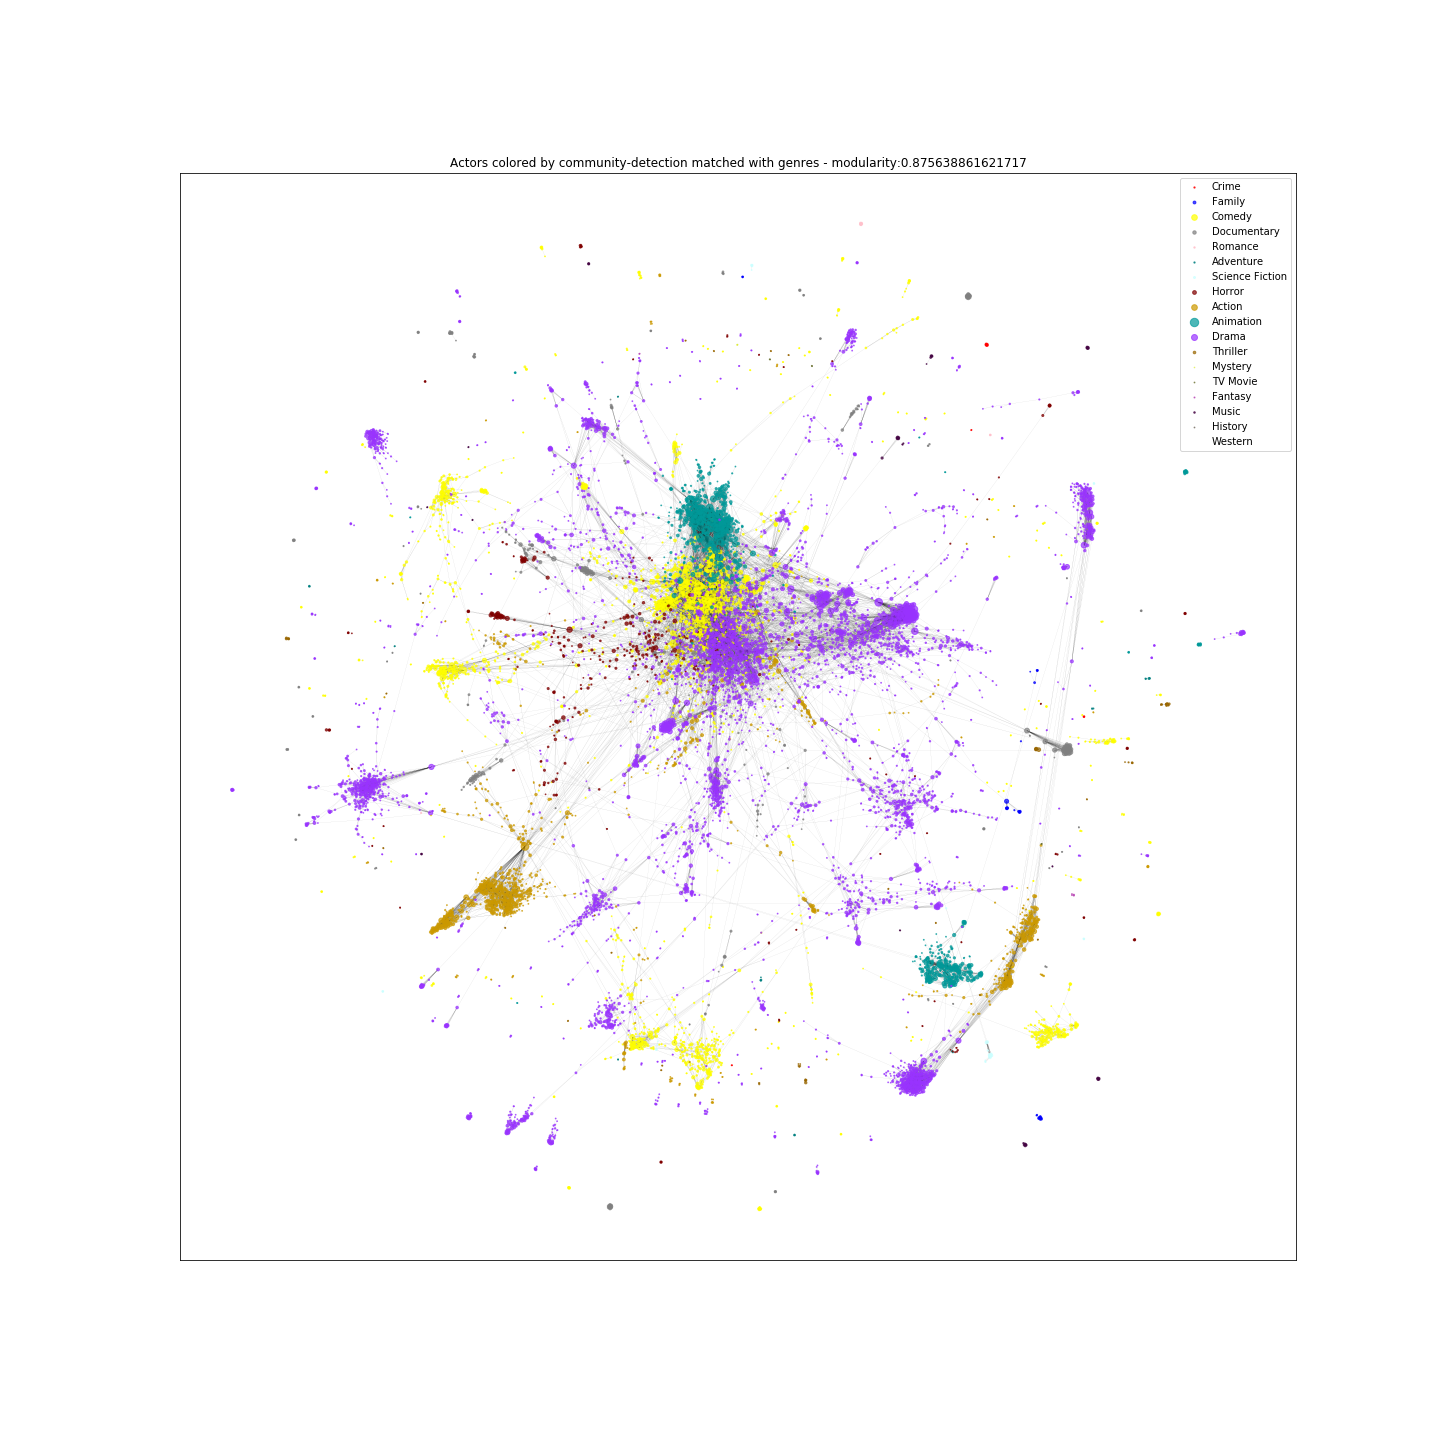 Actors colored by community-detection matched with genres - modularity:0.875638861621717
Crime
Family
Comedy
Documentary
Romance
Adventure
Science Fiction
Horror
Action
Animation
Drama
Thriller
Mystery
TV Movie
Fantasy
Music
History
Western